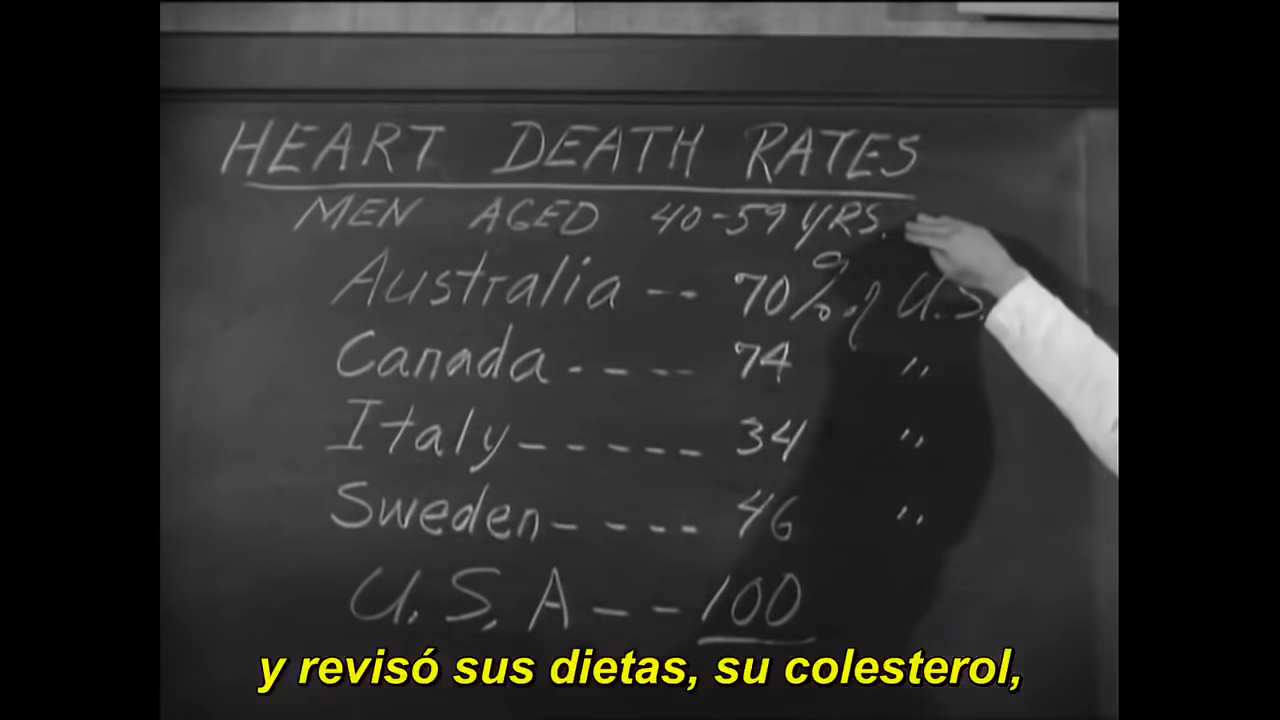 HEART DEATH RATES
MEN AGED 40-59 YRS.
Australia -- 70% of U.S.
Canada ---- 74 "
Italy ----- 34 "
Sweden ---- 46 "
U.S.A -- 100
y revisó sus dietas, su colesterol,